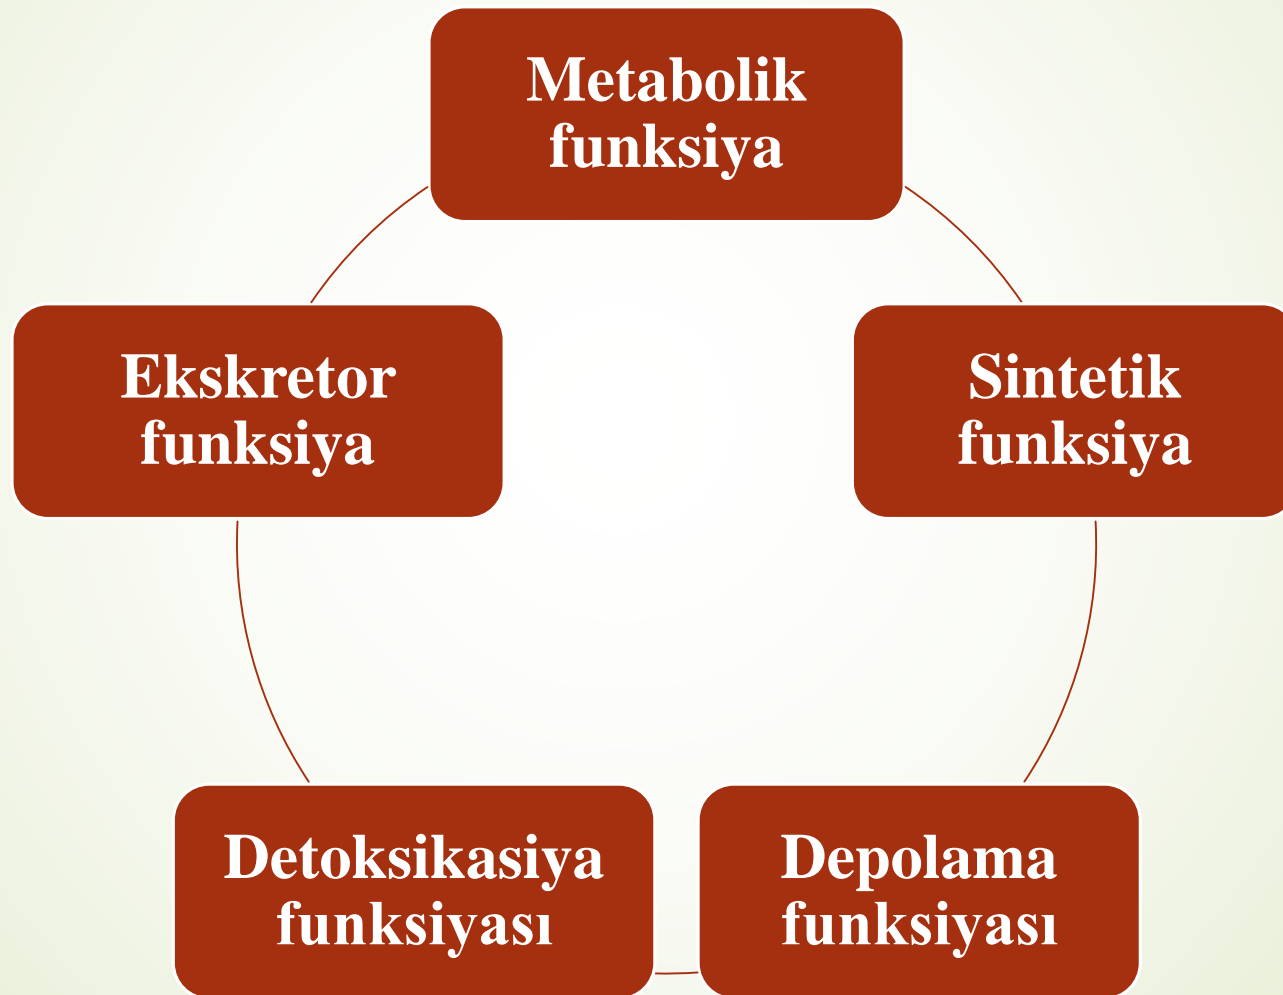 Metabolik
funksiya
Ekskretor
funksiya
Sintetik
funksiya
Detoksikasiya
funksiyası
Depolama
funksiyası